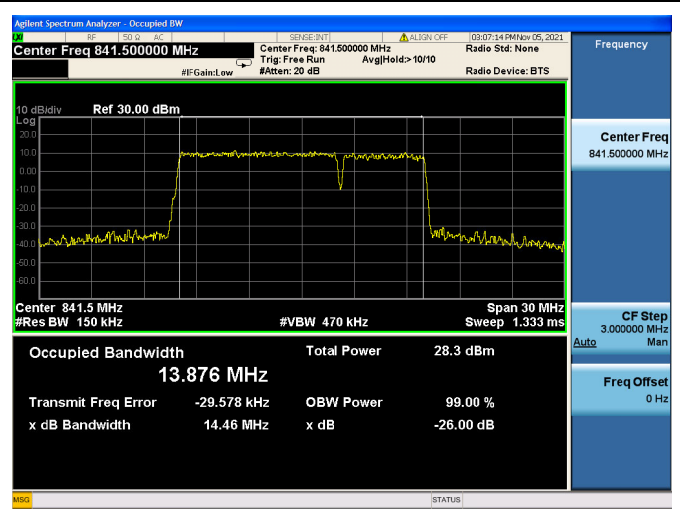 Agilent Spectrum Analyzer - Occupied BW
LXI RF 50 Ω AC SENSE:INT ALIGN OFF 03:07:14 PM Nov 05, 2021
Center Freq 841.500000 MHz
Center Freq: 841.500000 MHz
Radio Std: None
Trig: Free Run Avg|Hold:> 10/10
#IFGain:Low #Atten: 20 dB Radio Device: BTS
10 dB/div Ref 30.00 dBm
Log
20.0
10.0
0.00
-10.0
-20.0
-30.0
-40.0
-50.0
-60.0
Center 841.5 MHz Span 30 MHz
#Res BW 150 kHz #VBW 470 kHz Sweep 1.333 ms
Occupied Bandwidth Total Power 28.3 dBm
13.876 MHz
Transmit Freq Error -29.578 kHz OBW Power 99.00 %
x dB Bandwidth 14.46 MHz x dB -26.00 dB
Frequency
Center Freq
841.500000 MHz
CF Step
3.000000 MHz
Auto Man
Freq Offset
0 Hz
MSG STATUS